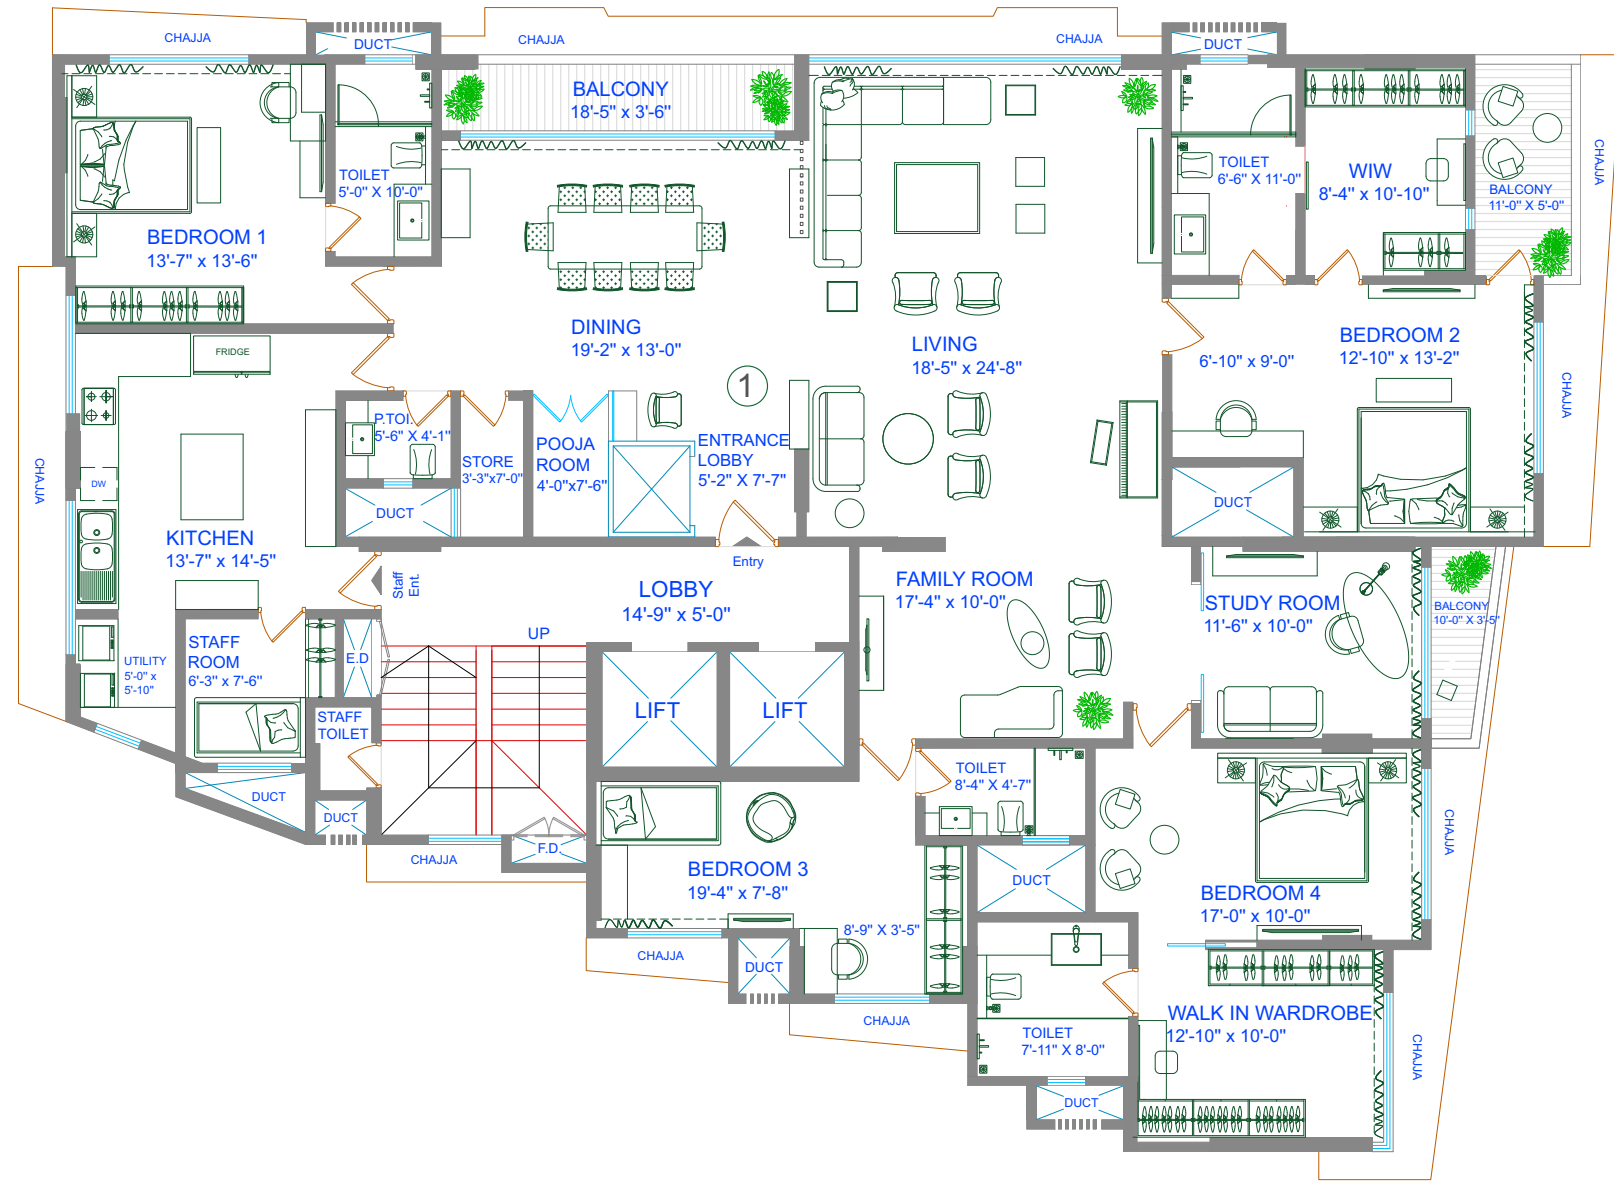 CHAJJA
DUCT
CHAJJA
CHAJJA
DUCT
BALCONY
18'-5" x 3'-6"
TOILET
5'-0" X 10'-0"
BEDROOM 1
13'-7" x 13'-6"
TOILET
6'-6" X 11'-0"
WIW
8'-4" x 10'-10"
BALCONY
11'-0" X 5'-0"
CHAJJA
DINING
19'-2" x 13'-0"
LIVING
18'-5" x 24'-8"
6'-10" x 9'-0"
BEDROOM 2
12'-10" x 13'-2"
CHAJJA
FRIDGE
1
P.TOI.
5'-6" X 4'-1"
STORE
3'-3"x7'-0"
POOJA
ROOM
4'-0"x7'-6"
ENTRANCE
LOBBY
5'-2" X 7'-7"
DUCT
DUCT
CHAJJA
DW
KITCHEN
13'-7" x 14'-5"
Staff
Ent.
Entry
LOBBY
14'-9" x 5'-0"
UP
FAMILY ROOM
17'-4" x 10'-0"
STUDY ROOM
11'-6" x 10'-0"
BALCONY
10'-0" X 3'-5"
UTILITY
5'-0" x
5'-10"
STAFF
ROOM
6'-3" x 7'-6"
E.D
STAFF
TOILET
LIFT
LIFT
DUCT
DUCT
CHAJJA
F.D.
TOILET
8'-4" X 4'-7"
BEDROOM 3
19'-4" x 7'-8"
8'-9" X 3'-5"
DUCT
BEDROOM 4
17'-0" x 10'-0"
CHAJJA
CHAJJA
DUCT
CHAJJA
TOILET
7'-11" X 8'-0"
WALK IN WARDROBE
12'-10" x 10'-0"
CHAJJA
DUCT